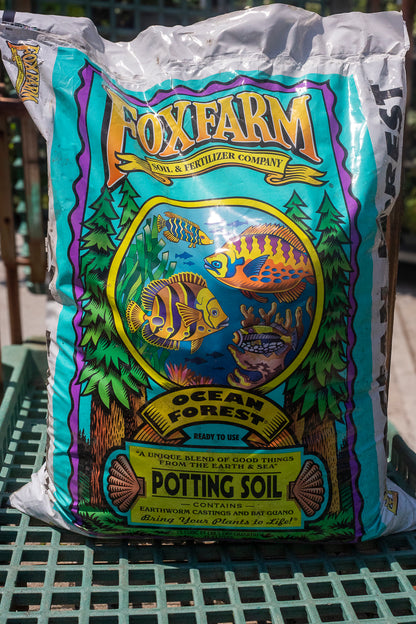 FOXFARM
FOXFARM
SOIL & FERTILIZER COMPANY
OCEAN
FOREST
READY TO USE
"A UNIQUE BLEND OF GOOD THINGS
FROM THE EARTH & SEA"
POTTING SOIL
CONTAINS
EARTHWORM CASTINGS AND BAT GUANO
Bring Your Plants to Life!®